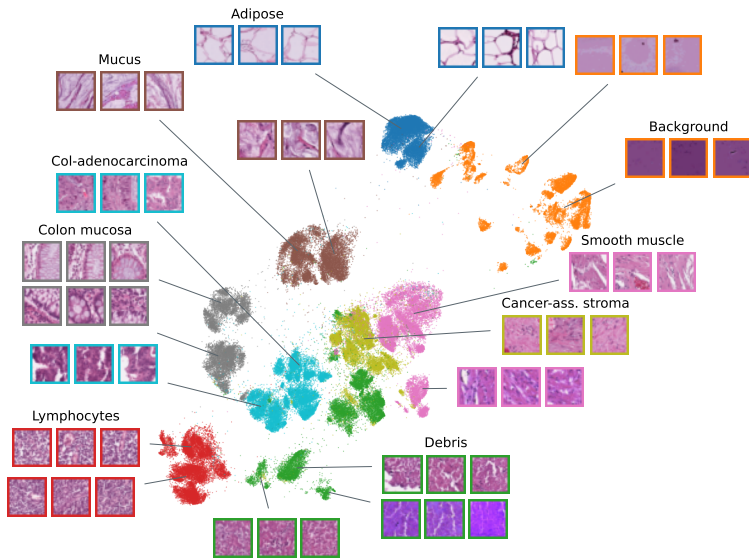 Adipose
Mucus
Background
Col-adenocarcinoma
Colon mucosa
Smooth muscle
Cancer-ass. stroma
Lymphocytes
Debris